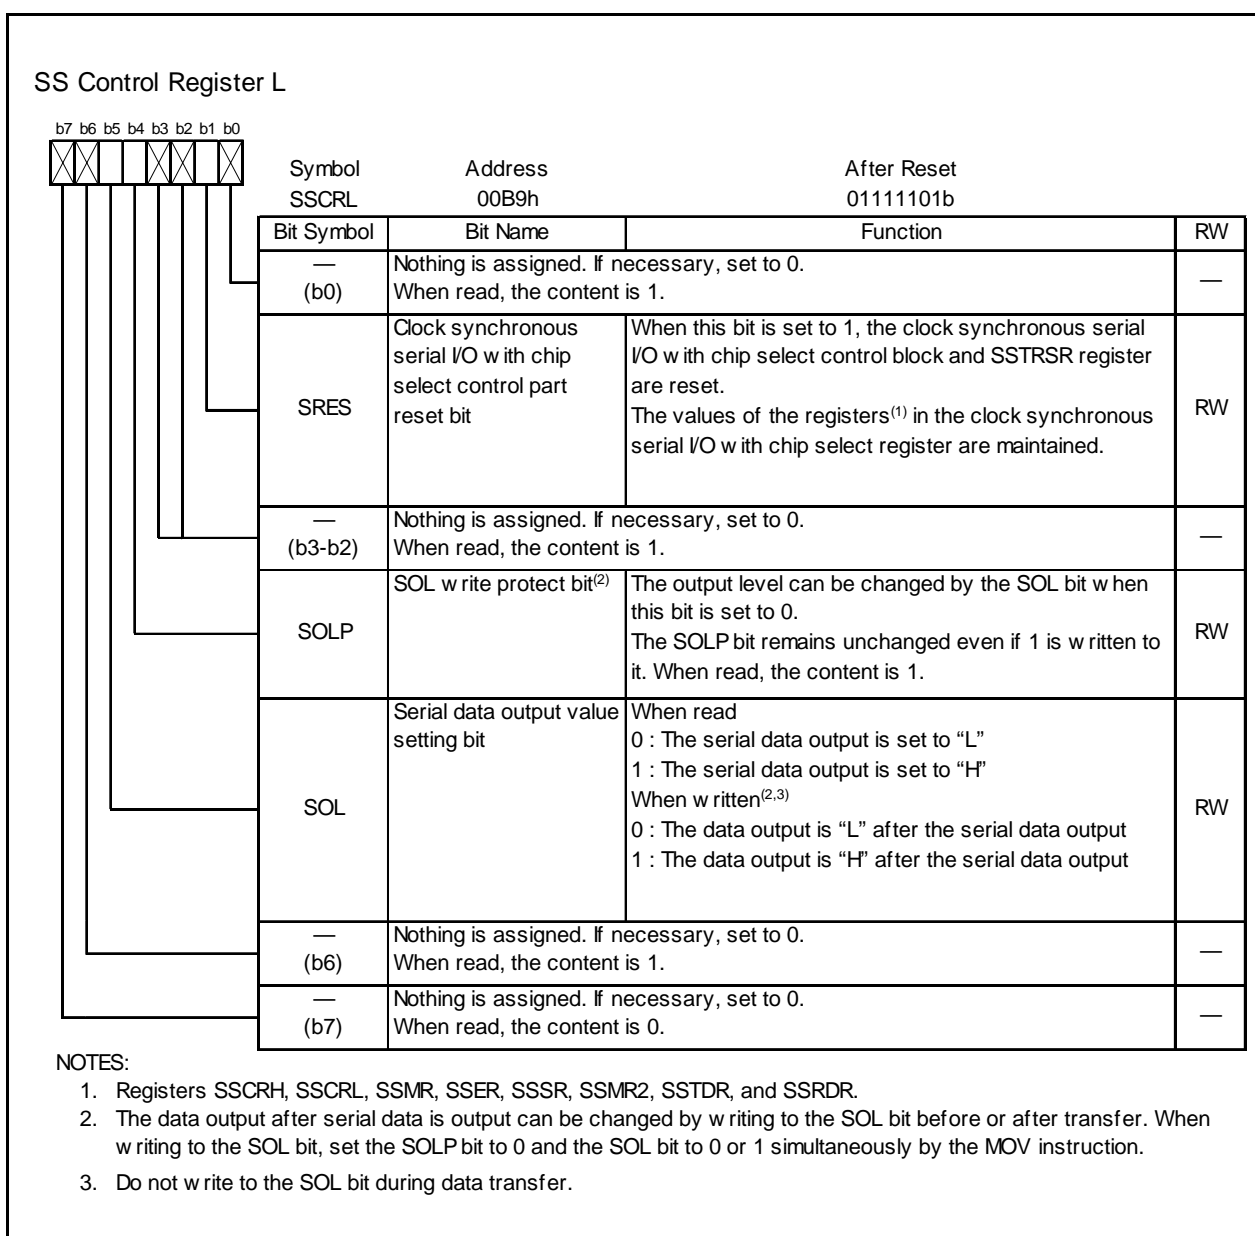 SS Control Register L
b7 b6 b5 b4 b3 b2 b1 b0
Symbol Address After Reset
SSCRL 00B9h 01111101b
Bit Symbol Bit Name Function RW
—
(b0)
Nothing is assigned. If necessary, set to 0.
When read, the content is 1.
—
SRES
Clock synchronous
serial I/O with chip
select control part
reset bit
When this bit is set to 1, the clock synchronous serial
I/O with chip select control block and SSTRSR register
are reset.
The values of the registers(1) in the clock synchronous
serial I/O with chip select register are maintained.
RW
—
(b3-b2)
Nothing is assigned. If necessary, set to 0.
When read, the content is 1.
—
SOLP
SOL write protect bit(2)
The output level can be changed by the SOL bit when
this bit is set to 0.
The SOLP bit remains unchanged even if 1 is written to
it. When read, the content is 1.
RW
SOL
Serial data output value
setting bit
When read
0 : The serial data output is set to “L”
1 : The serial data output is set to “H”
When written(2,3)
0 : The data output is “L” after the serial data output
1 : The data output is “H” after the serial data output
RW
—
(b6)
Nothing is assigned. If necessary, set to 0.
When read, the content is 1.
—
—
(b7)
Nothing is assigned. If necessary, set to 0.
When read, the content is 0.
—
NOTES:
1. Registers SSCRH, SSCRL, SSMR, SSER, SSSR, SSMR2, SSTDR, and SSRDR.
2. The data output after serial data is output can be changed by writing to the SOL bit before or after transfer. When
writing to the SOL bit, set the SOLP bit to 0 and the SOL bit to 0 or 1 simultaneously by the MOV instruction.
3. Do not write to the SOL bit during data transfer.